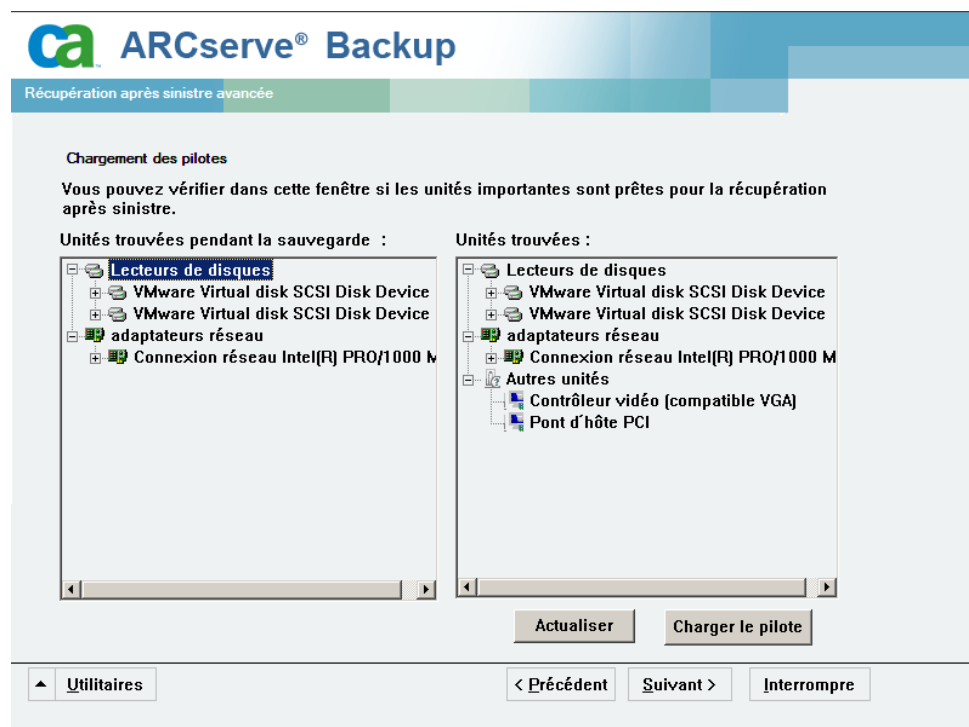 ca ARCserve® Backup
Récupération après sinistre avancée
Chargement des pilotes
Vous pouvez vérifier dans cette fenêtre si les unités importantes sont prêtes pour la récupération
après sinistre.
Unités trouvées pendant la sauvegarde :
Lecteurs de disques
VMware Virtual disk SCSI Disk Device
VMware Virtual disk SCSI Disk Device
adaptateurs réseau
Connexion réseau Intel(R) PRO/1000 M
Unités trouvées :
Lecteurs de disques
VMware Virtual disk SCSI Disk Device
VMware Virtual disk SCSI Disk Device
adaptateurs réseau
Connexion réseau Intel(R) PRO/1000 M
Autres unités
Contrôleur vidéo (compatible VGA)
Pont d´hôte PCI
Actualiser
Charger le pilote
Utilitaires
< Précédent
Suivant >
Interrompre